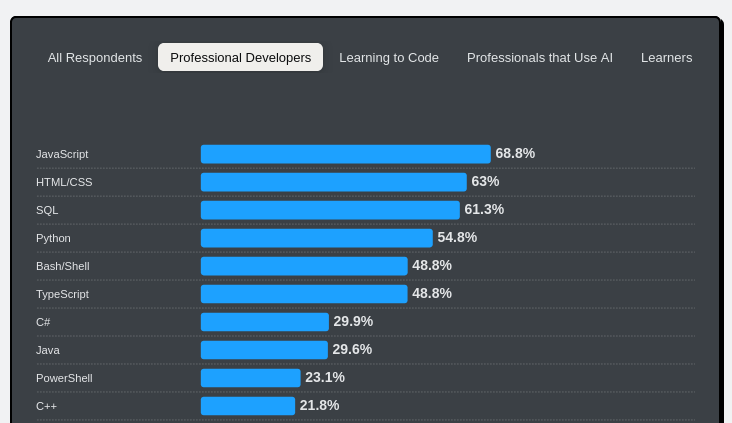 All Respondents Professional Developers Learning to Code Professionals that Use AI Learners
JavaScript 68.8%
HTML/CSS 63%
SQL 61.3%
Python 54.8%
Bash/Shell 48.8%
TypeScript 48.8%
C# 29.9%
Java 29.6%
PowerShell 23.1%
C++ 21.8%